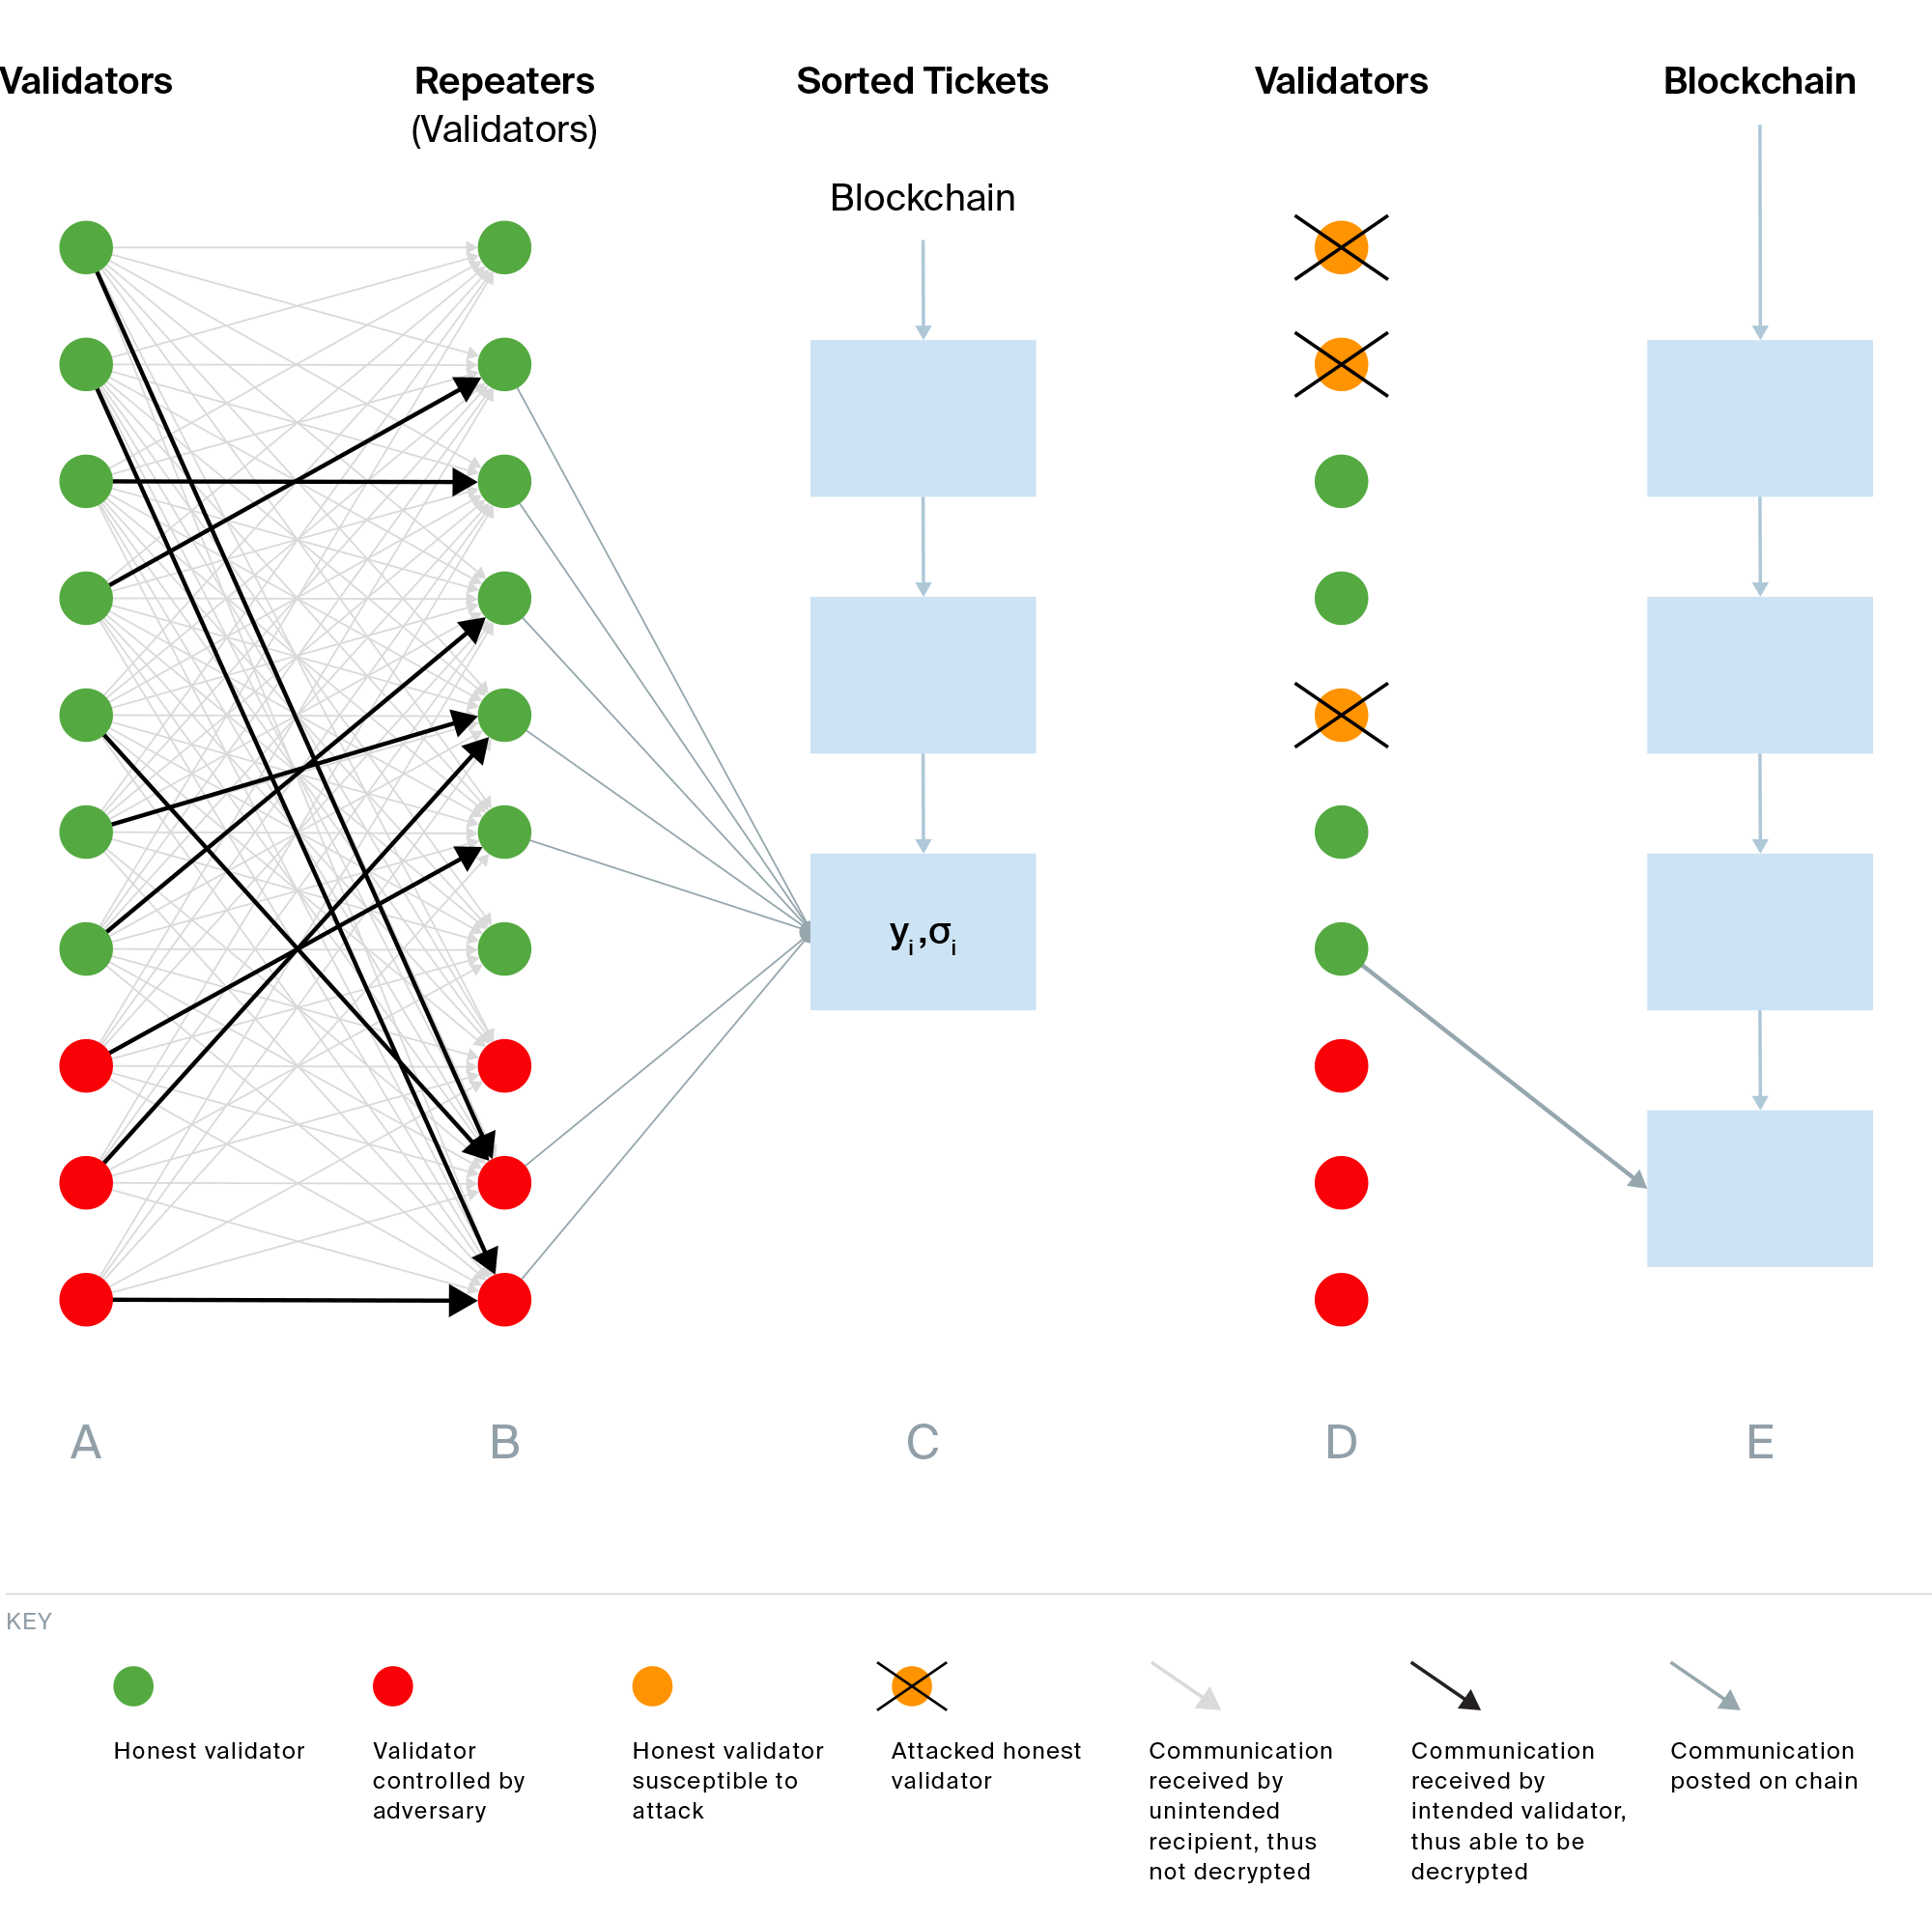 Validators
Repeaters
(Validators)
Sorted Tickets
Validators
Blockchain
Blockchain
yi,σi
A
B
C
D
E
KEY
Honest validator
Validator
controlled by
adversary
Honest validator
susceptible to
attack
Attacked honest
validator
Communication
received by
unintended
recipient, thus
not decrypted
Communication
received by
intended validator,
thus able to be
decrypted
Communication
posted on chain